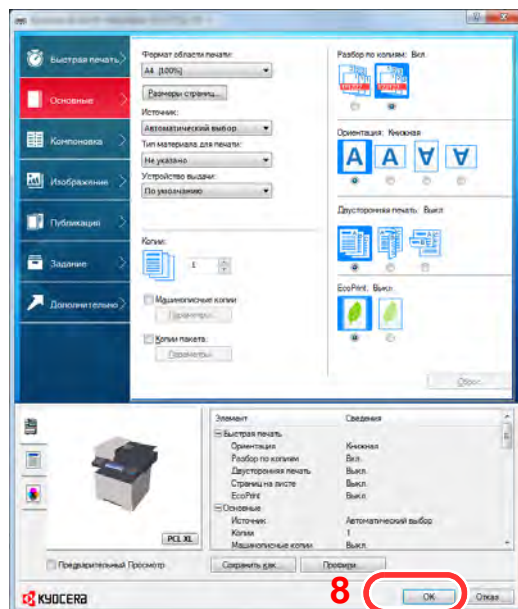 Быстрая печать
Основные
Компоновка
Изображение
Публикация
Задание
Дополнительно
Формат области печати:
A4 [100%]
Размеры страниц...
Источник:
Автоматический выбор
Тип материала для печати:
Не указано
Устройство выдачи:
По умолчанию
Копии:
1
Машинописные копии
Параметры...
Копии пакета
Параметры...
Разбор по копиям: Вкл.
Ориентация: Книжная
A A A A
Двусторонняя печать: Выкл.
EcoPrint: Выкл.
Сброс
Элемент Сведения
Быстрая печать
Ориентация Книжная
Разбор по копиям Вкл.
Двусторонняя печать Выкл.
Страниц на листе Выкл.
EcoPrint Выкл.
Основные
Источник Автоматический выбор
Копии 1
Машинописные копии Выкл.
PCL XL
Предварительный Просмотр
Сохранить как...
Профили...
KYOCERA
8
OK
Отказ